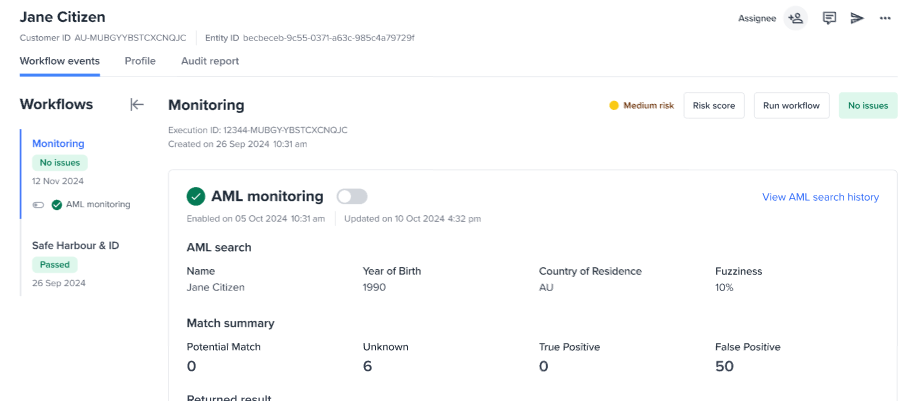 Jane Citizen
Assignee
Customer ID AU-MUBGYYBSTCXCNQJC Entity ID becbeceb-9c55-0371-a63c-985c4a79729f
Workflow events Profile Audit report
Workflows
Monitoring
No issues
12 Nov 2024
AML monitoring
Safe Harbour & ID
Passed
26 Sep 2024
Monitoring
Medium risk Risk score Run workflow No issues
Execution ID: 12344-MUBGY-YBSTCXCNQJC
Created on 26 Sep 2024 10:31 am
AML monitoring
View AML search history
Enabled on 05 Oct 2024 10:31 am Updated on 10 Oct 2024 4:32 pm
AML search
Name Year of Birth Country of Residence Fuzziness
Jane Citizen 1990 AU 10%
Match summary
Potential Match Unknown True Positive False Positive
0 6 0 50
Returned result